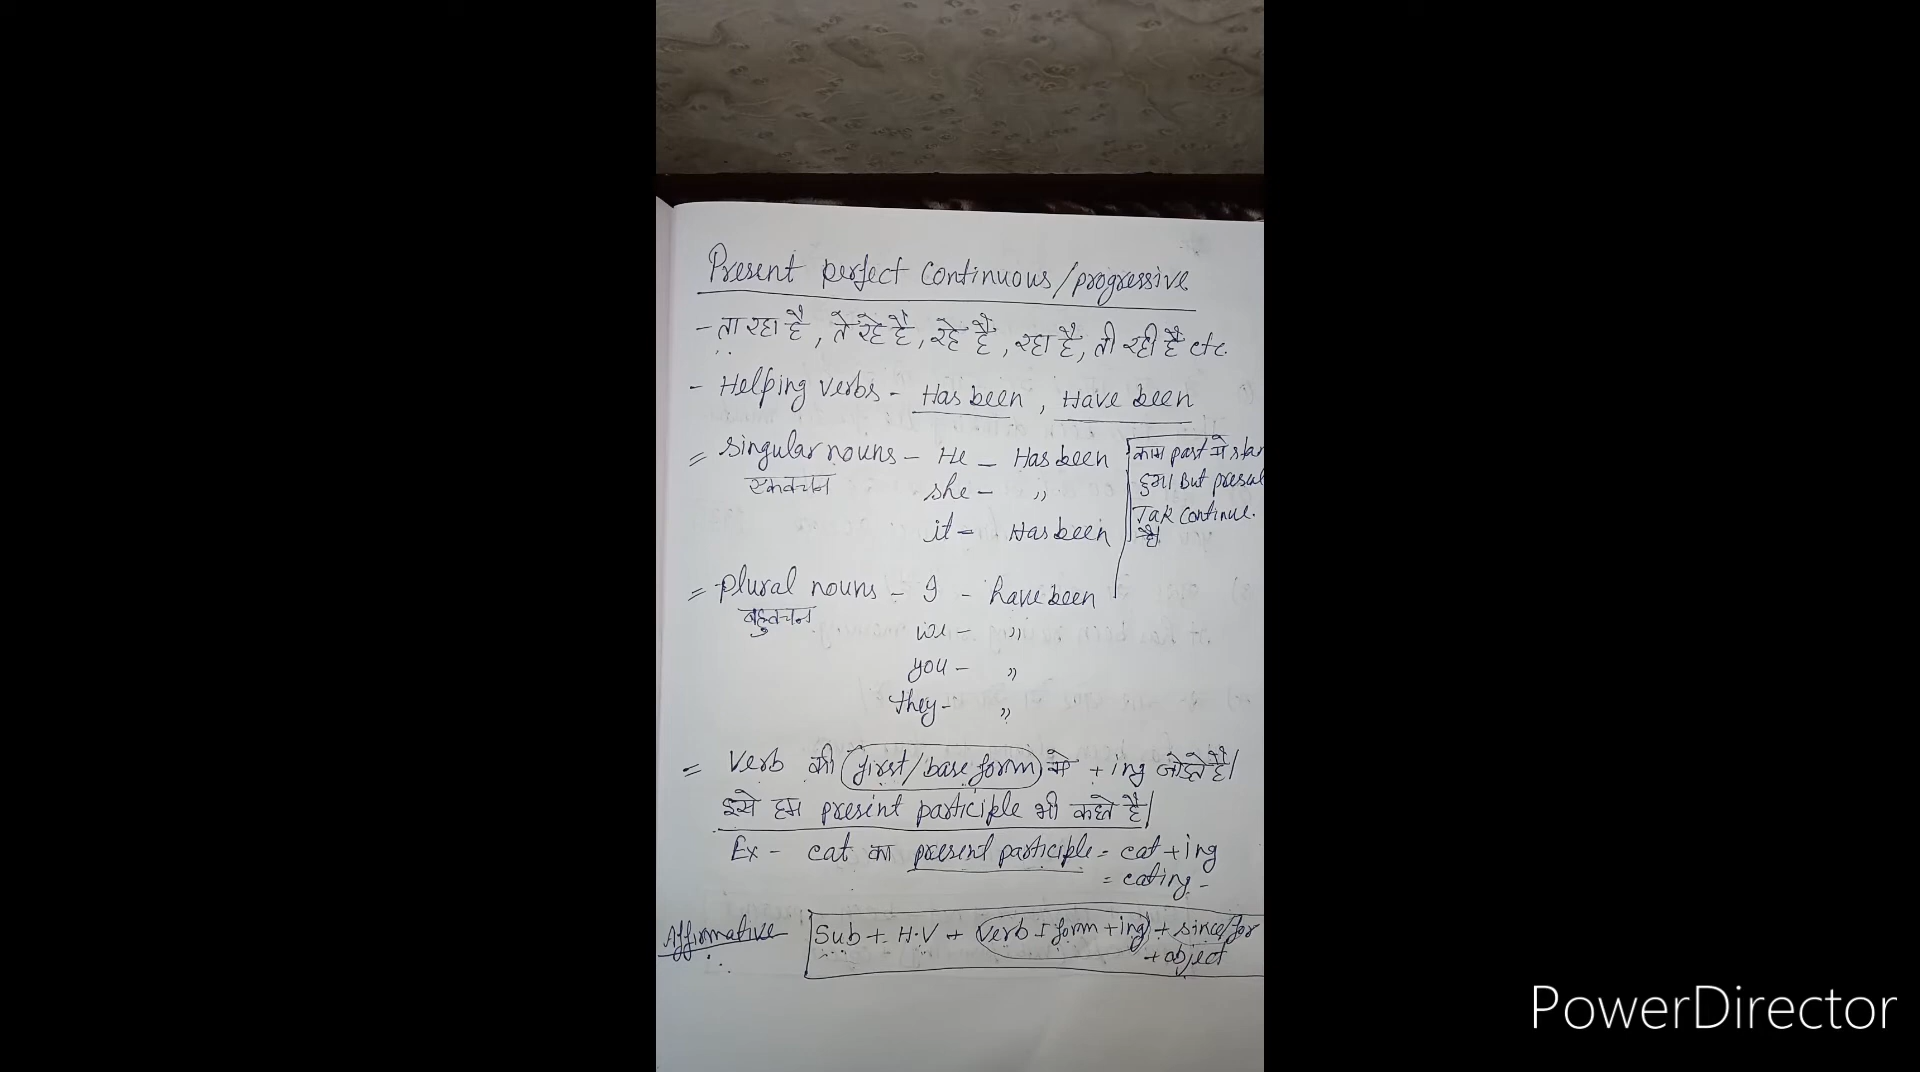 Present perfect continuous/progressive
- ता रहा है, ते रहे हैं, रहे हैं, रहा है, ती रही है etc.
- Helping verbs - Has been, Have been
= singular nouns - He - Has been
एकवचन
she - ,,
it - Has been
काम past में star
हुआ But presen
Tak continue.
है।
= plural nouns - I - have been
बहुवचन
we - ,,
you - ,,
they - ,,
= Verb की first/base form में + ing जोड़ते हैं।
इसे हम present participle भी कहते हैं।
Ex - eat का present participle = eat + ing
= eating -
Affirmative
Sub + H.V + Verb I form + ing + since/for
+ object
PowerDirector